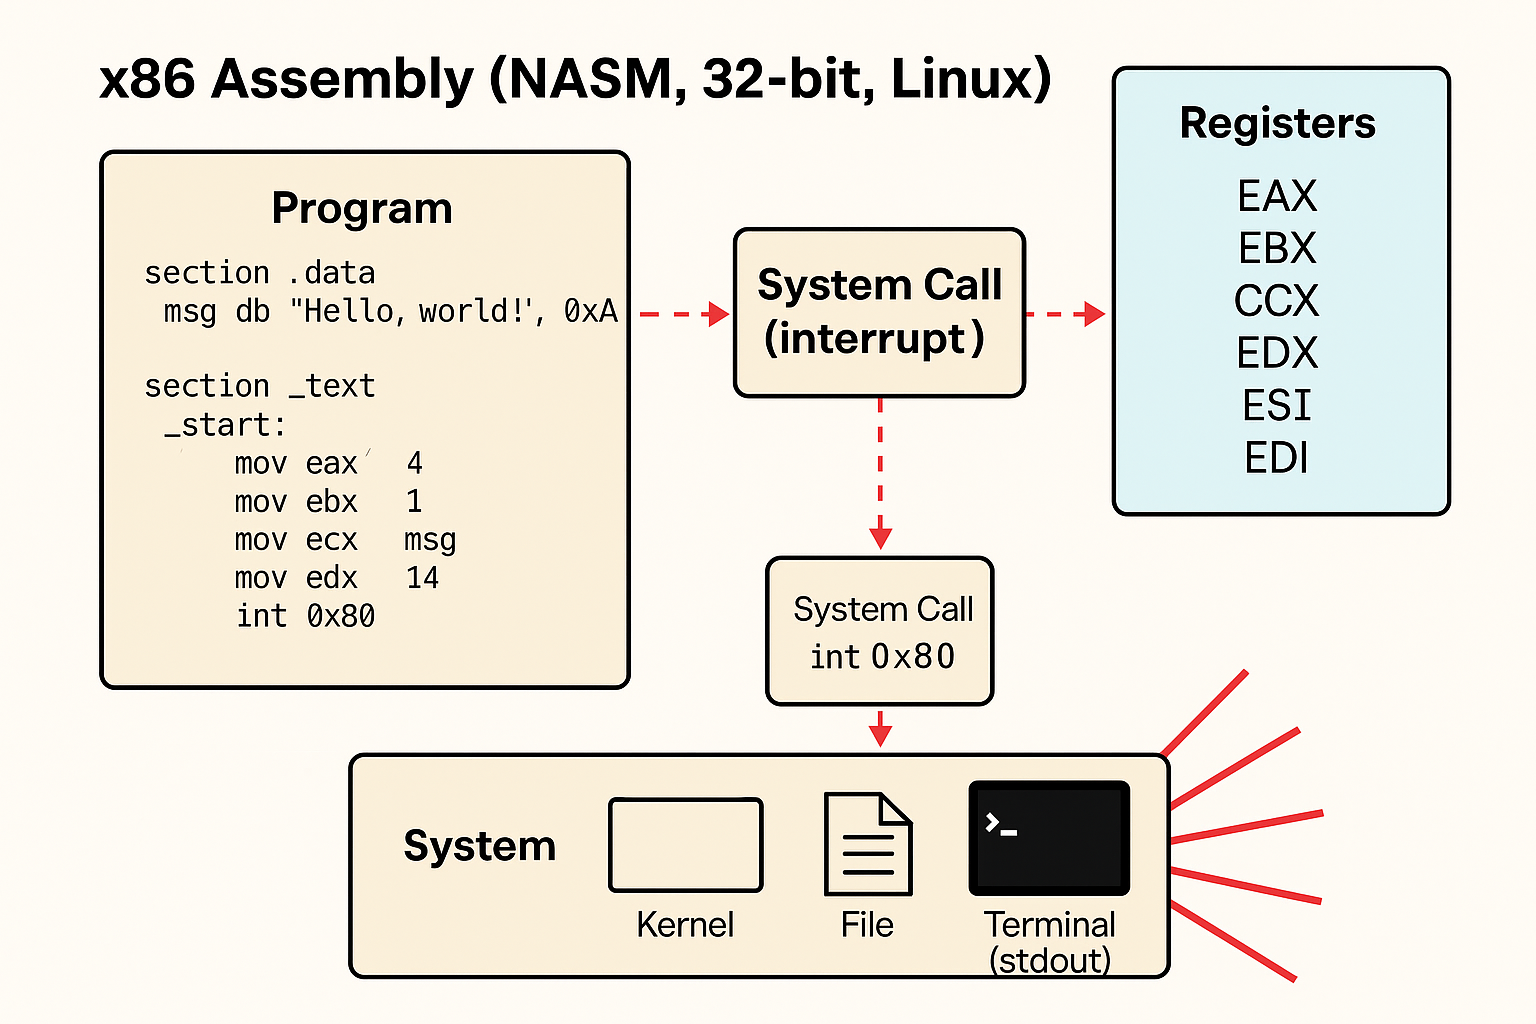 x86 Assembly (NASM, 32-bit, Linux)
Program
section .data
msg db "Hello, world!', 0xA
section _text
_start:
mov eax 4
mov ebx 1
mov ecx msg
mov edx 14
int 0x80
System Call
(interrupt)
Registers
EAX
EBX
CCX
EDX
ESI
EDI
System Call
int 0x80
System
>_
Kernel
File
Terminal
(stdout)